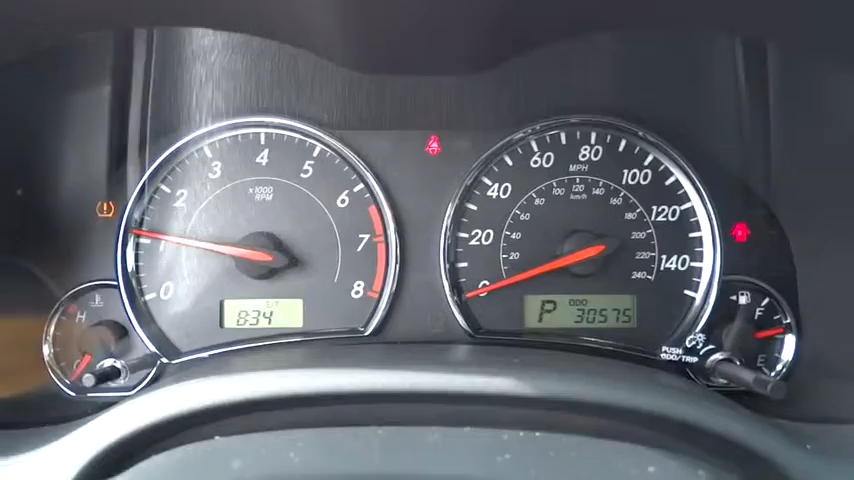 0 1 2 3 4 5 6 7 8
x1000
RPM
E/T
8:34
H
C
0 20 40 60 80 100 120 140
MPH
km/h
20 40 60 80 100 120 140 160 180 200 220 240
P
ODO
30575
F
E
PUSH
ODO/TRIP